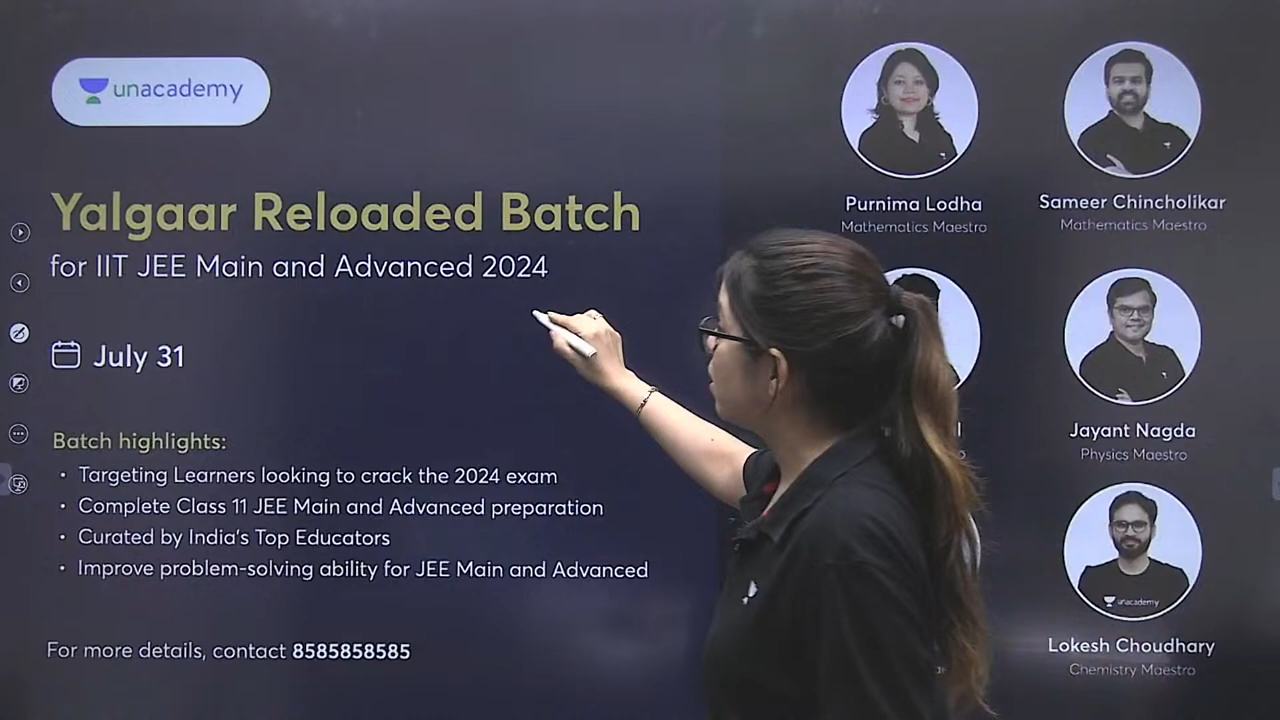 unacademy
Yalgaar Reloaded Batch
for IIT JEE Main and Advanced 2024
July 31
Batch highlights:
• Targeting Learners looking to crack the 2024 exam
• Complete Class 11 JEE Main and Advanced preparation
• Curated by India's Top Educators
• Improve problem-solving ability for JEE Main and Advanced
For more details, contact 8585858585
Purnima Lodha
Mathematics Maestro
Sameer Chincholikar
Mathematics Maestro
Jayant Nagda
Physics Maestro
unacademy
Lokesh Choudhary
Chemistry Maestro